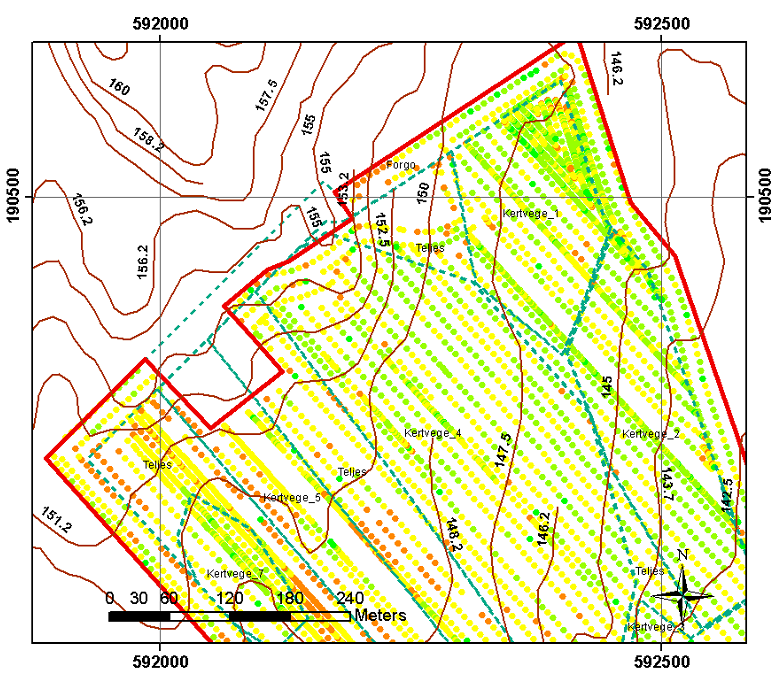 592000 592500
160
157.5
146.2
158.2
155
155
Forgo
153.2
150
190500
190500
156.2
155
152.5
Kertvege_1
Teljes
156.2
145
Kertvege_4
Kertvege_2
147.5
Teljes
Teljes
143.7
142.5
Kertvege_5
151.2
148.2
146.2
N
Kertvege_7
Teljes
0 30 60 120 180 240
Meters
Kertvege_3
592000 592500